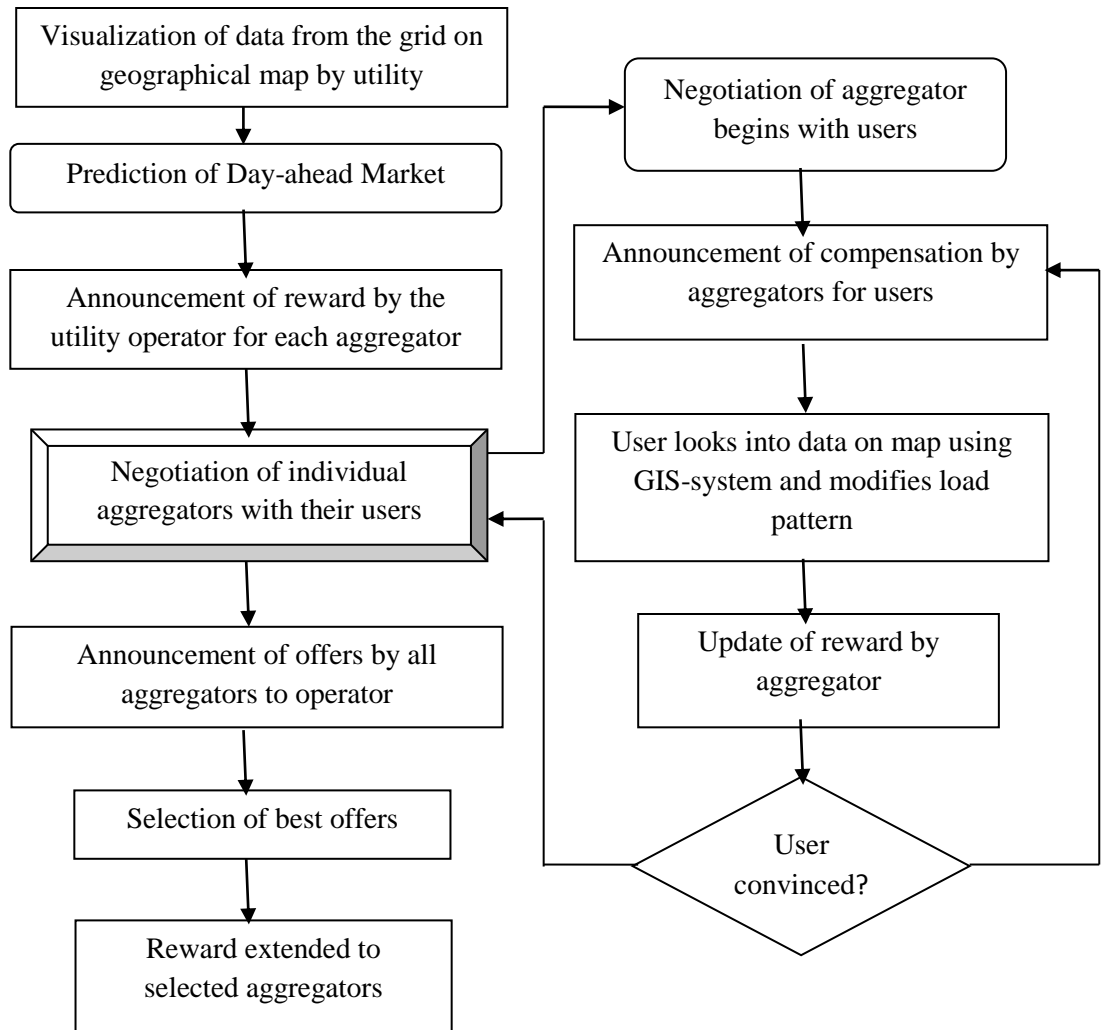 Visualization of data from the grid on
geographical map by utility
Prediction of Day-ahead Market
Announcement of reward by the
utility operator for each aggregator
Negotiation of individual
aggregators with their users
Announcement of offers by all
aggregators to operator
Selection of best offers
Reward extended to
selected aggregators
Negotiation of aggregator
begins with users
Announcement of compensation by
aggregators for users
User looks into data on map using
GIS-system and modifies load
pattern
Update of reward by
aggregator
User
convinced?